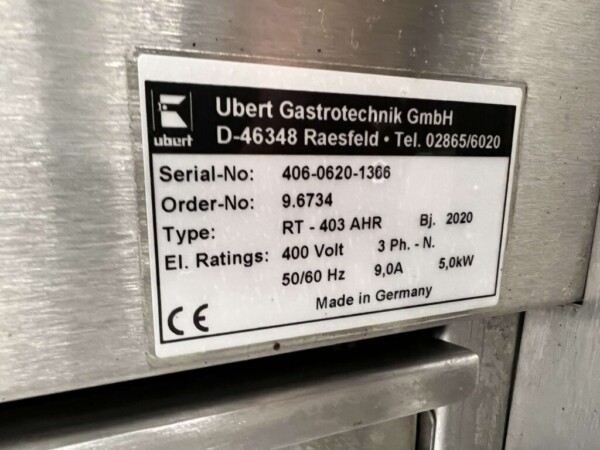 ubert
Ubert Gastrotechnik GmbH
D-46348 Raesfeld • Tel. 02865/6020
Serial-No: 406-0620-1366
Order-No: 9.6734
Type: RT - 403 AHR Bj. 2020
El. Ratings: 400 Volt 3 Ph. - N.
50/60 Hz 9,0A 5,0kW
Made in Germany
CE